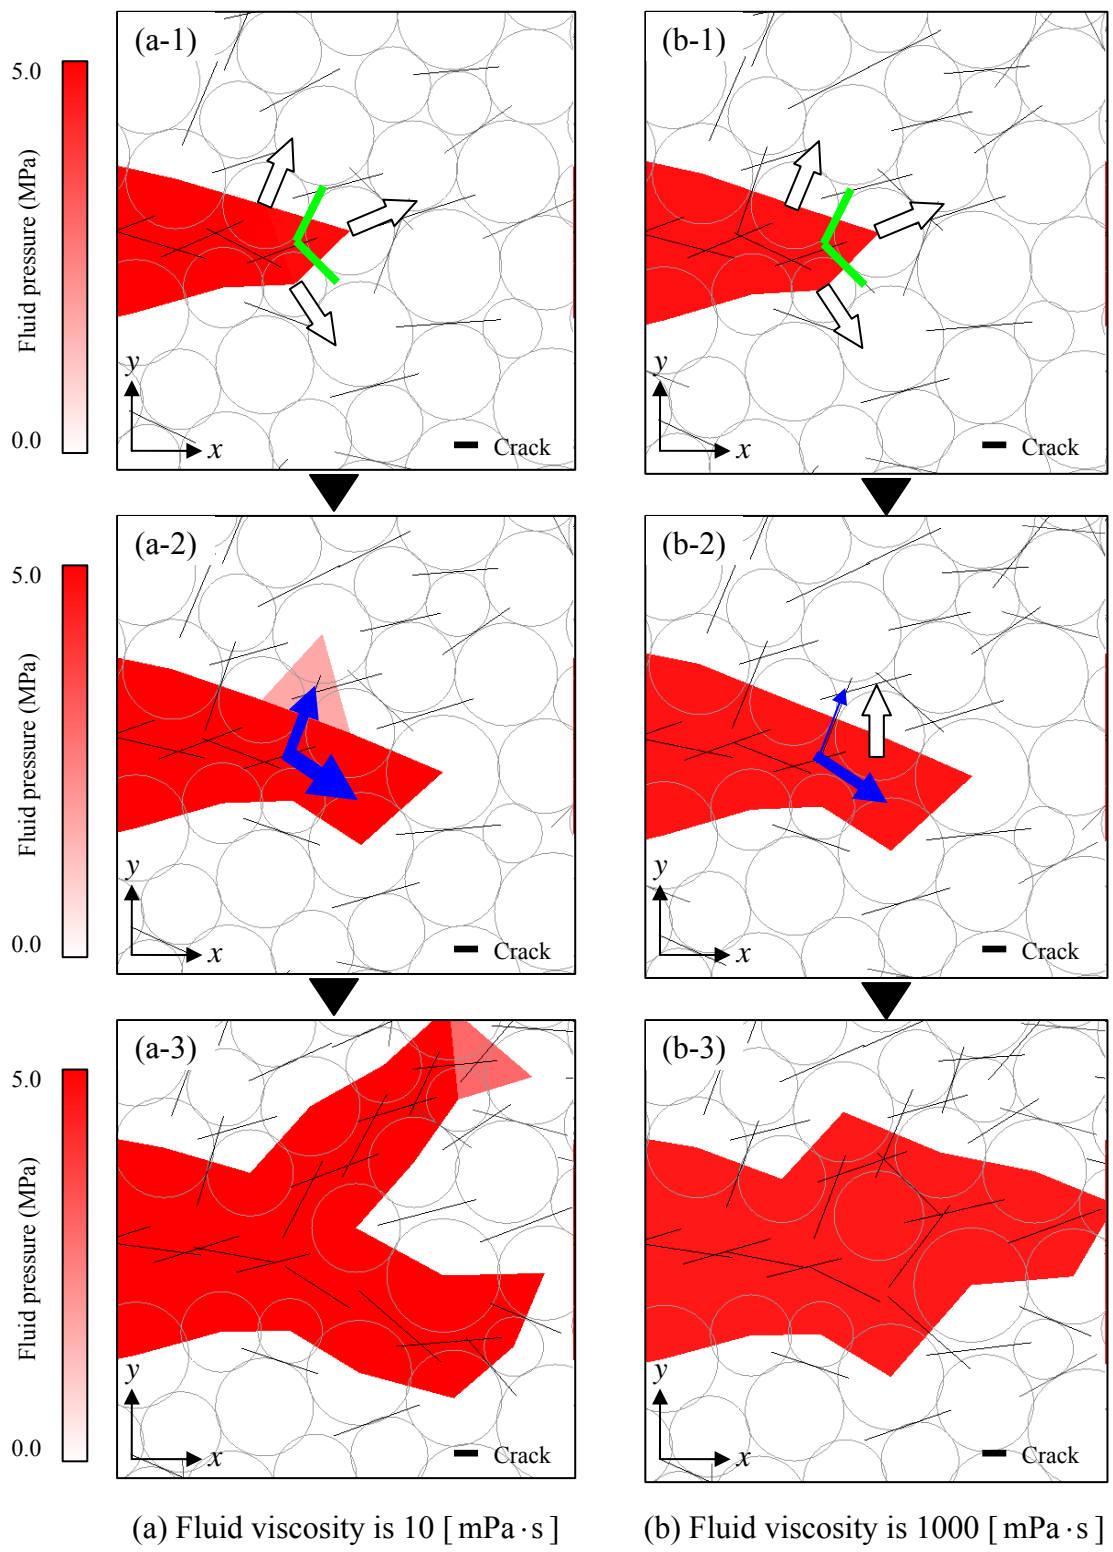 (a-1)
(b-1)
5.0
Fluid pressure (MPa)
0.0
y
x
Crack
y
x
Crack
(a-2)
(b-2)
5.0
Fluid pressure (MPa)
0.0
y
x
Crack
y
x
Crack
(a-3)
(b-3)
5.0
Fluid pressure (MPa)
0.0
y
x
Crack
y
x
Crack
(a) Fluid viscosity is 10 [ mPa·s ]
(b) Fluid viscosity is 1000 [ mPa·s ]